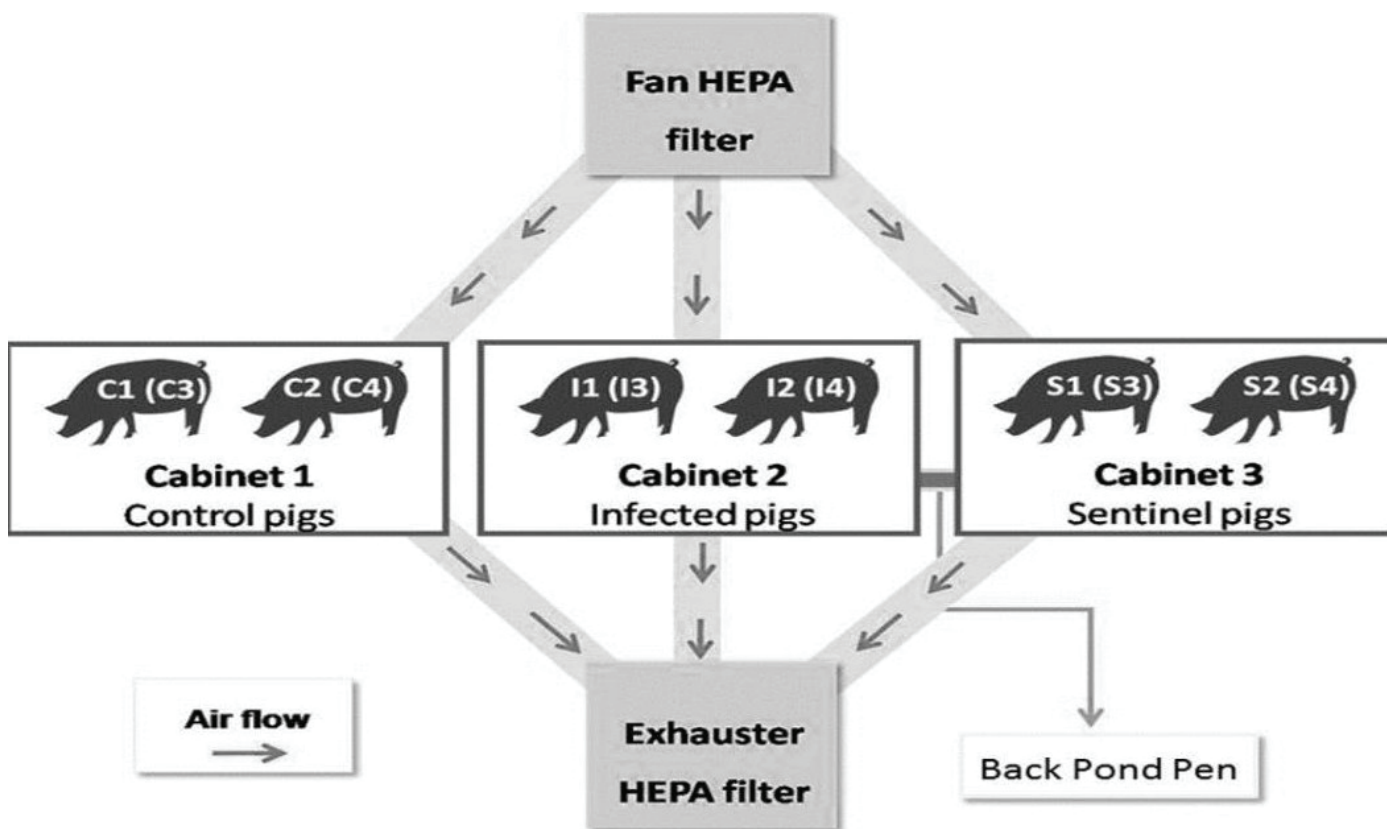 Fan HEPA
filter
C1 (C3)
C2 (C4)
Cabinet 1
Control pigs
I1 (I3)
I2 (I4)
Cabinet 2
Infected pigs
S1 (S3)
S2 (S4)
Cabinet 3
Sentinel pigs
Air flow
Exhauster
HEPA filter
Back Pond Pen